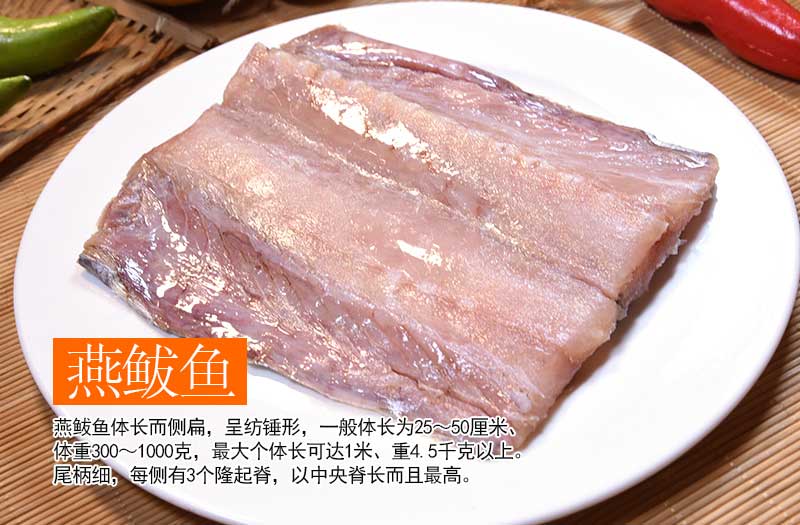 燕鲅鱼
燕鲅鱼体长而侧扁，呈纺锤形，一般体长为25～50厘米、
体重300～1000克，最大个体长可达1米、重4.5千克以上。
尾柄细，每侧有3个隆起脊，以中央脊长而且最高。